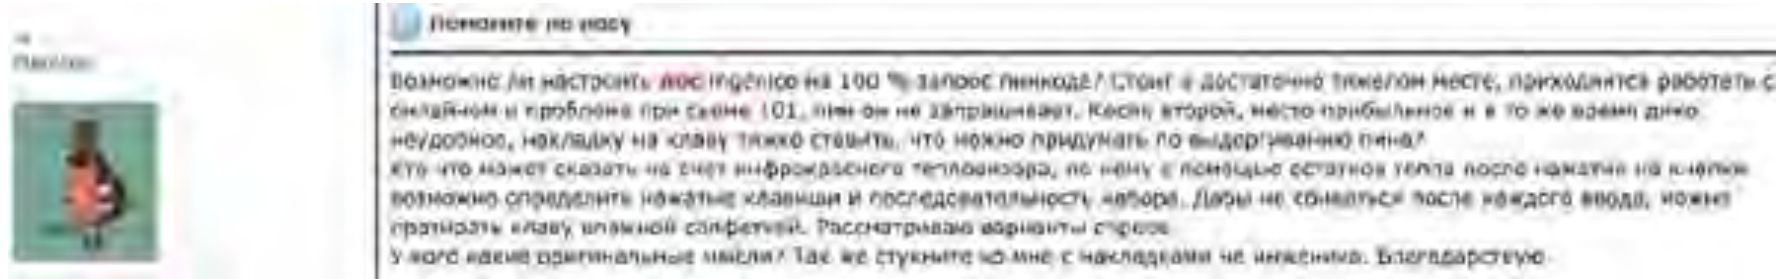 Помогите по посу
Возможно ли настроить пос ingenico на 100 % запрос пинкода? Стоит в достаточно тяжелом месте, приходится работать с
онлайном и проблема при съеме 101, пин он не запрашивает. Косяк второй, место прибыльное и в то же время дико
неудобное, накладку на клаву тяжко ставить, что можно придумать по выдергиванию пина?
Кто что может сказать на счет инфрокрасного тепловизора, по нему с помощью остатков тепла после нажатия на кнопки
возможно определить нажатые клавиши и последовательность набора. Дабы не сбиваться после каждого ввода, можно
протирать клаву влажной салфеткой. Рассматриваю варианты
У кого какие оригинальные мысли? Так же стукните ко мне с накладками на инженика. Благодарствую